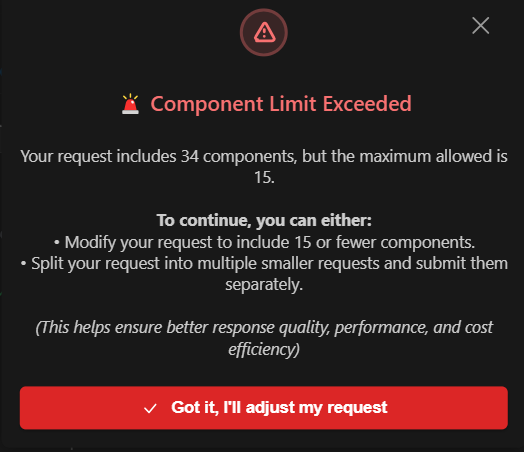 🚨 Component Limit Exceeded
Your request includes 34 components, but the maximum allowed is
15.
To continue, you can either:
• Modify your request to include 15 or fewer components.
• Split your request into multiple smaller requests and submit them
separately.
(This helps ensure better response quality, performance, and cost
efficiency)
✓ Got it, I'll adjust my request